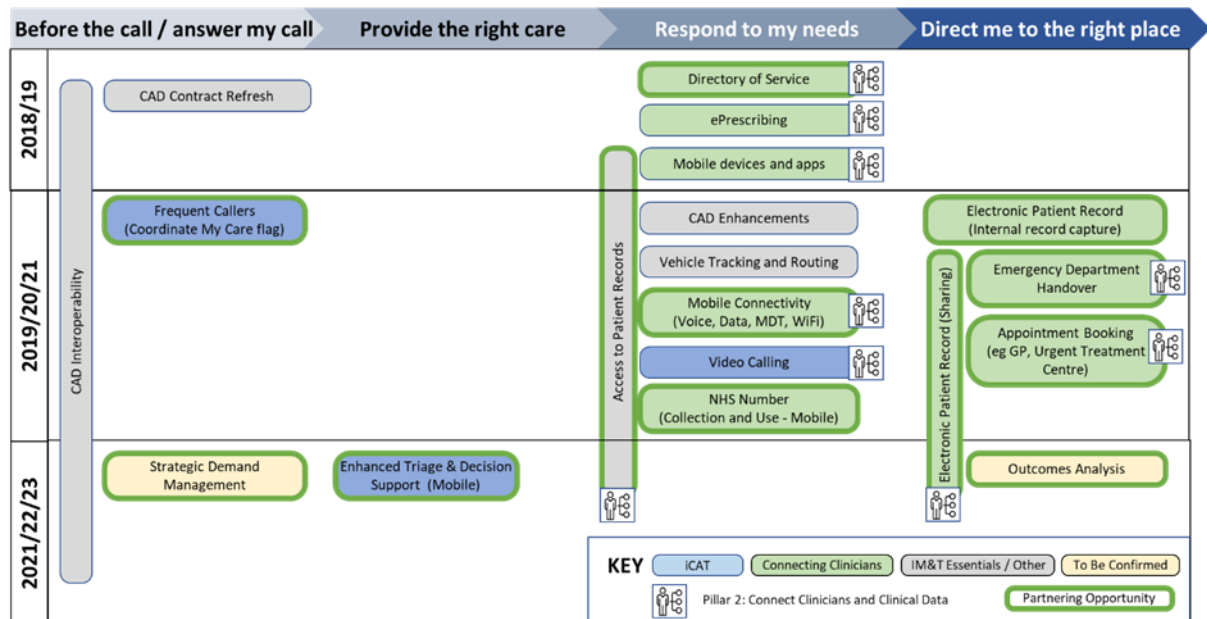 Before the call / answer my call
Provide the right care
Respond to my needs
Direct me to the right place
2018/19
CAD Interoperability
CAD Contract Refresh
Directory of Service
ePrescribing
Mobile devices and apps
2019/20/21
Frequent Callers
(Coordinate My Care flag)
Access to Patient Records
CAD Enhancements
Vehicle Tracking and Routing
Mobile Connectivity
(Voice, Data, MDT, WiFi)
Video Calling
NHS Number
(Collection and Use - Mobile)
Electronic Patient Record
(Internal record capture)
Electronic Patient Record (Sharing)
Emergency Department
Handover
Appointment Booking
(eg GP, Urgent Treatment
Centre)
2021/22/23
Strategic Demand
Management
Enhanced Triage & Decision
Support (Mobile)
Outcomes Analysis
KEY
iCAT
Connecting Clinicians
IM&T Essentials / Other
To Be Confirmed
Pillar 2: Connect Clinicians and Clinical Data
Partnering Opportunity